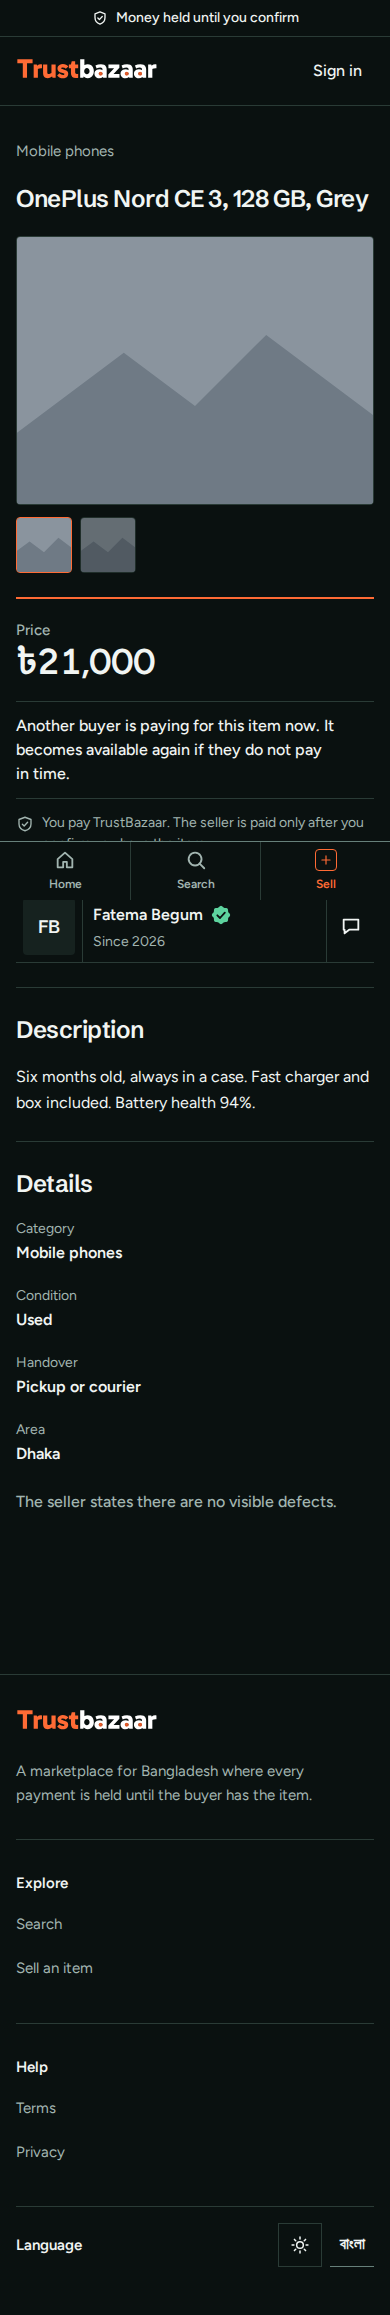 Money held until you confirm
Trustbazaar
Sign in
Mobile phones
OnePlus Nord CE 3, 128 GB, Grey
Price
৳21,000
Another buyer is paying for this item now. It
becomes available again if they do not pay
in time.
You pay TrustBazaar. The seller is paid only after you
Home
Search
Sell
FB
Fatema Begum
Since 2026
Description
Six months old, always in a case. Fast charger and
box included. Battery health 94%.
Details
Category
Mobile phones
Condition
Used
Handover
Pickup or courier
Area
Dhaka
The seller states there are no visible defects.
Trustbazaar
A marketplace for Bangladesh where every
payment is held until the buyer has the item.
Explore
Search
Sell an item
Help
Terms
Privacy
Language
বাংলা